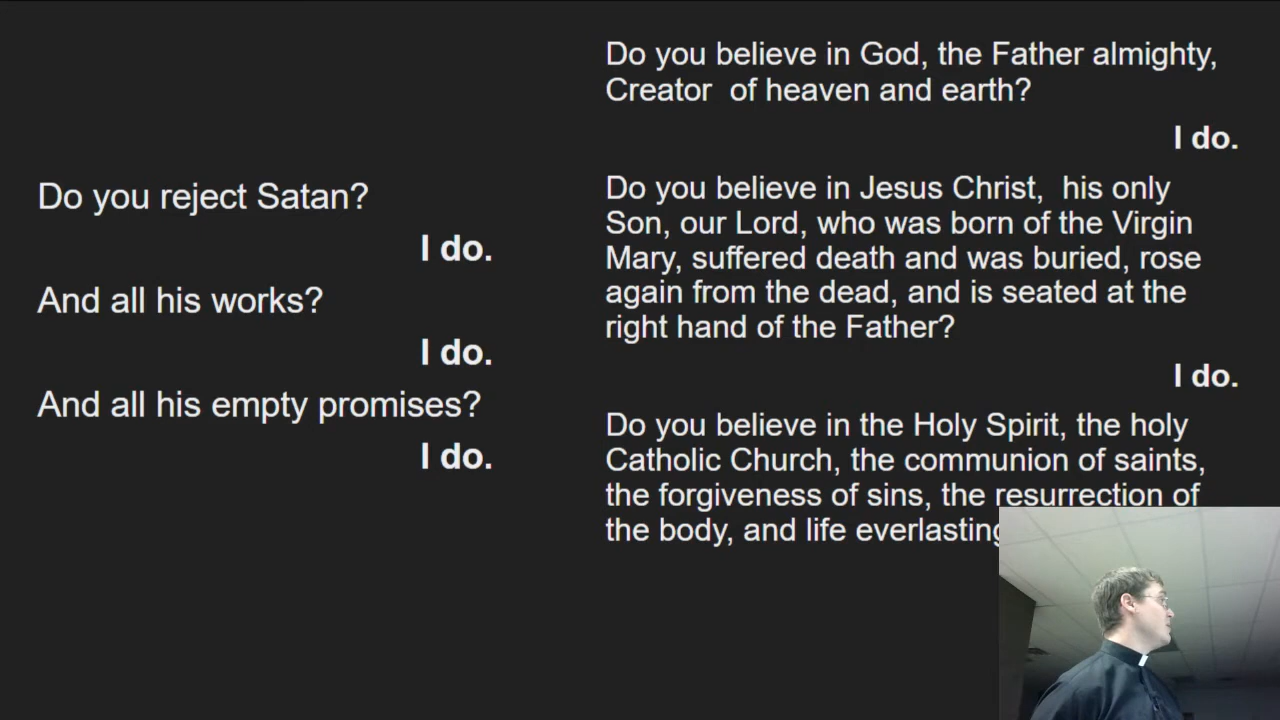 Do you reject Satan?
I do.
And all his works?
I do.
And all his empty promises?
I do.
Do you believe in God, the Father almighty,
Creator  of heaven and earth?
I do.
Do you believe in Jesus Christ,  his only
Son, our Lord, who was born of the Virgin
Mary, suffered death and was buried, rose
again from the dead, and is seated at the
right hand of the Father?
I do.
Do you believe in the Holy Spirit, the holy
Catholic Church, the communion of saints,
the forgiveness of sins, the resurrection of
the body, and life everlasting